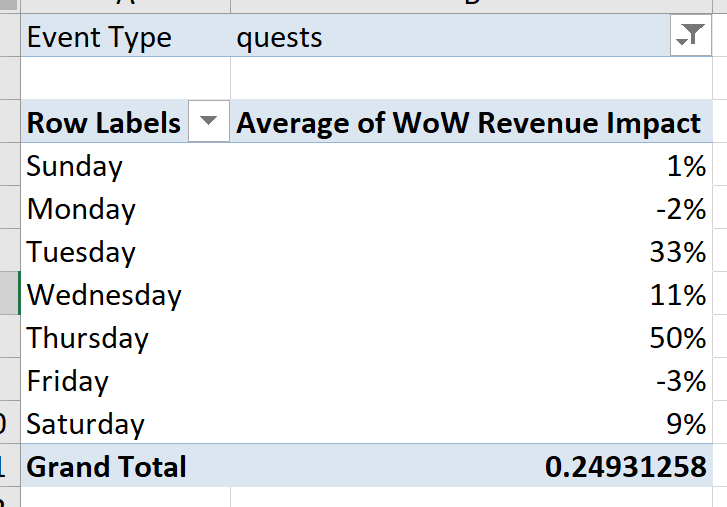 Event Type quests
Row Labels Average of WoW Revenue Impact
Sunday 1%
Monday -2%
Tuesday 33%
Wednesday 11%
Thursday 50%
Friday -3%
Saturday 9%
Grand Total 0.24931258